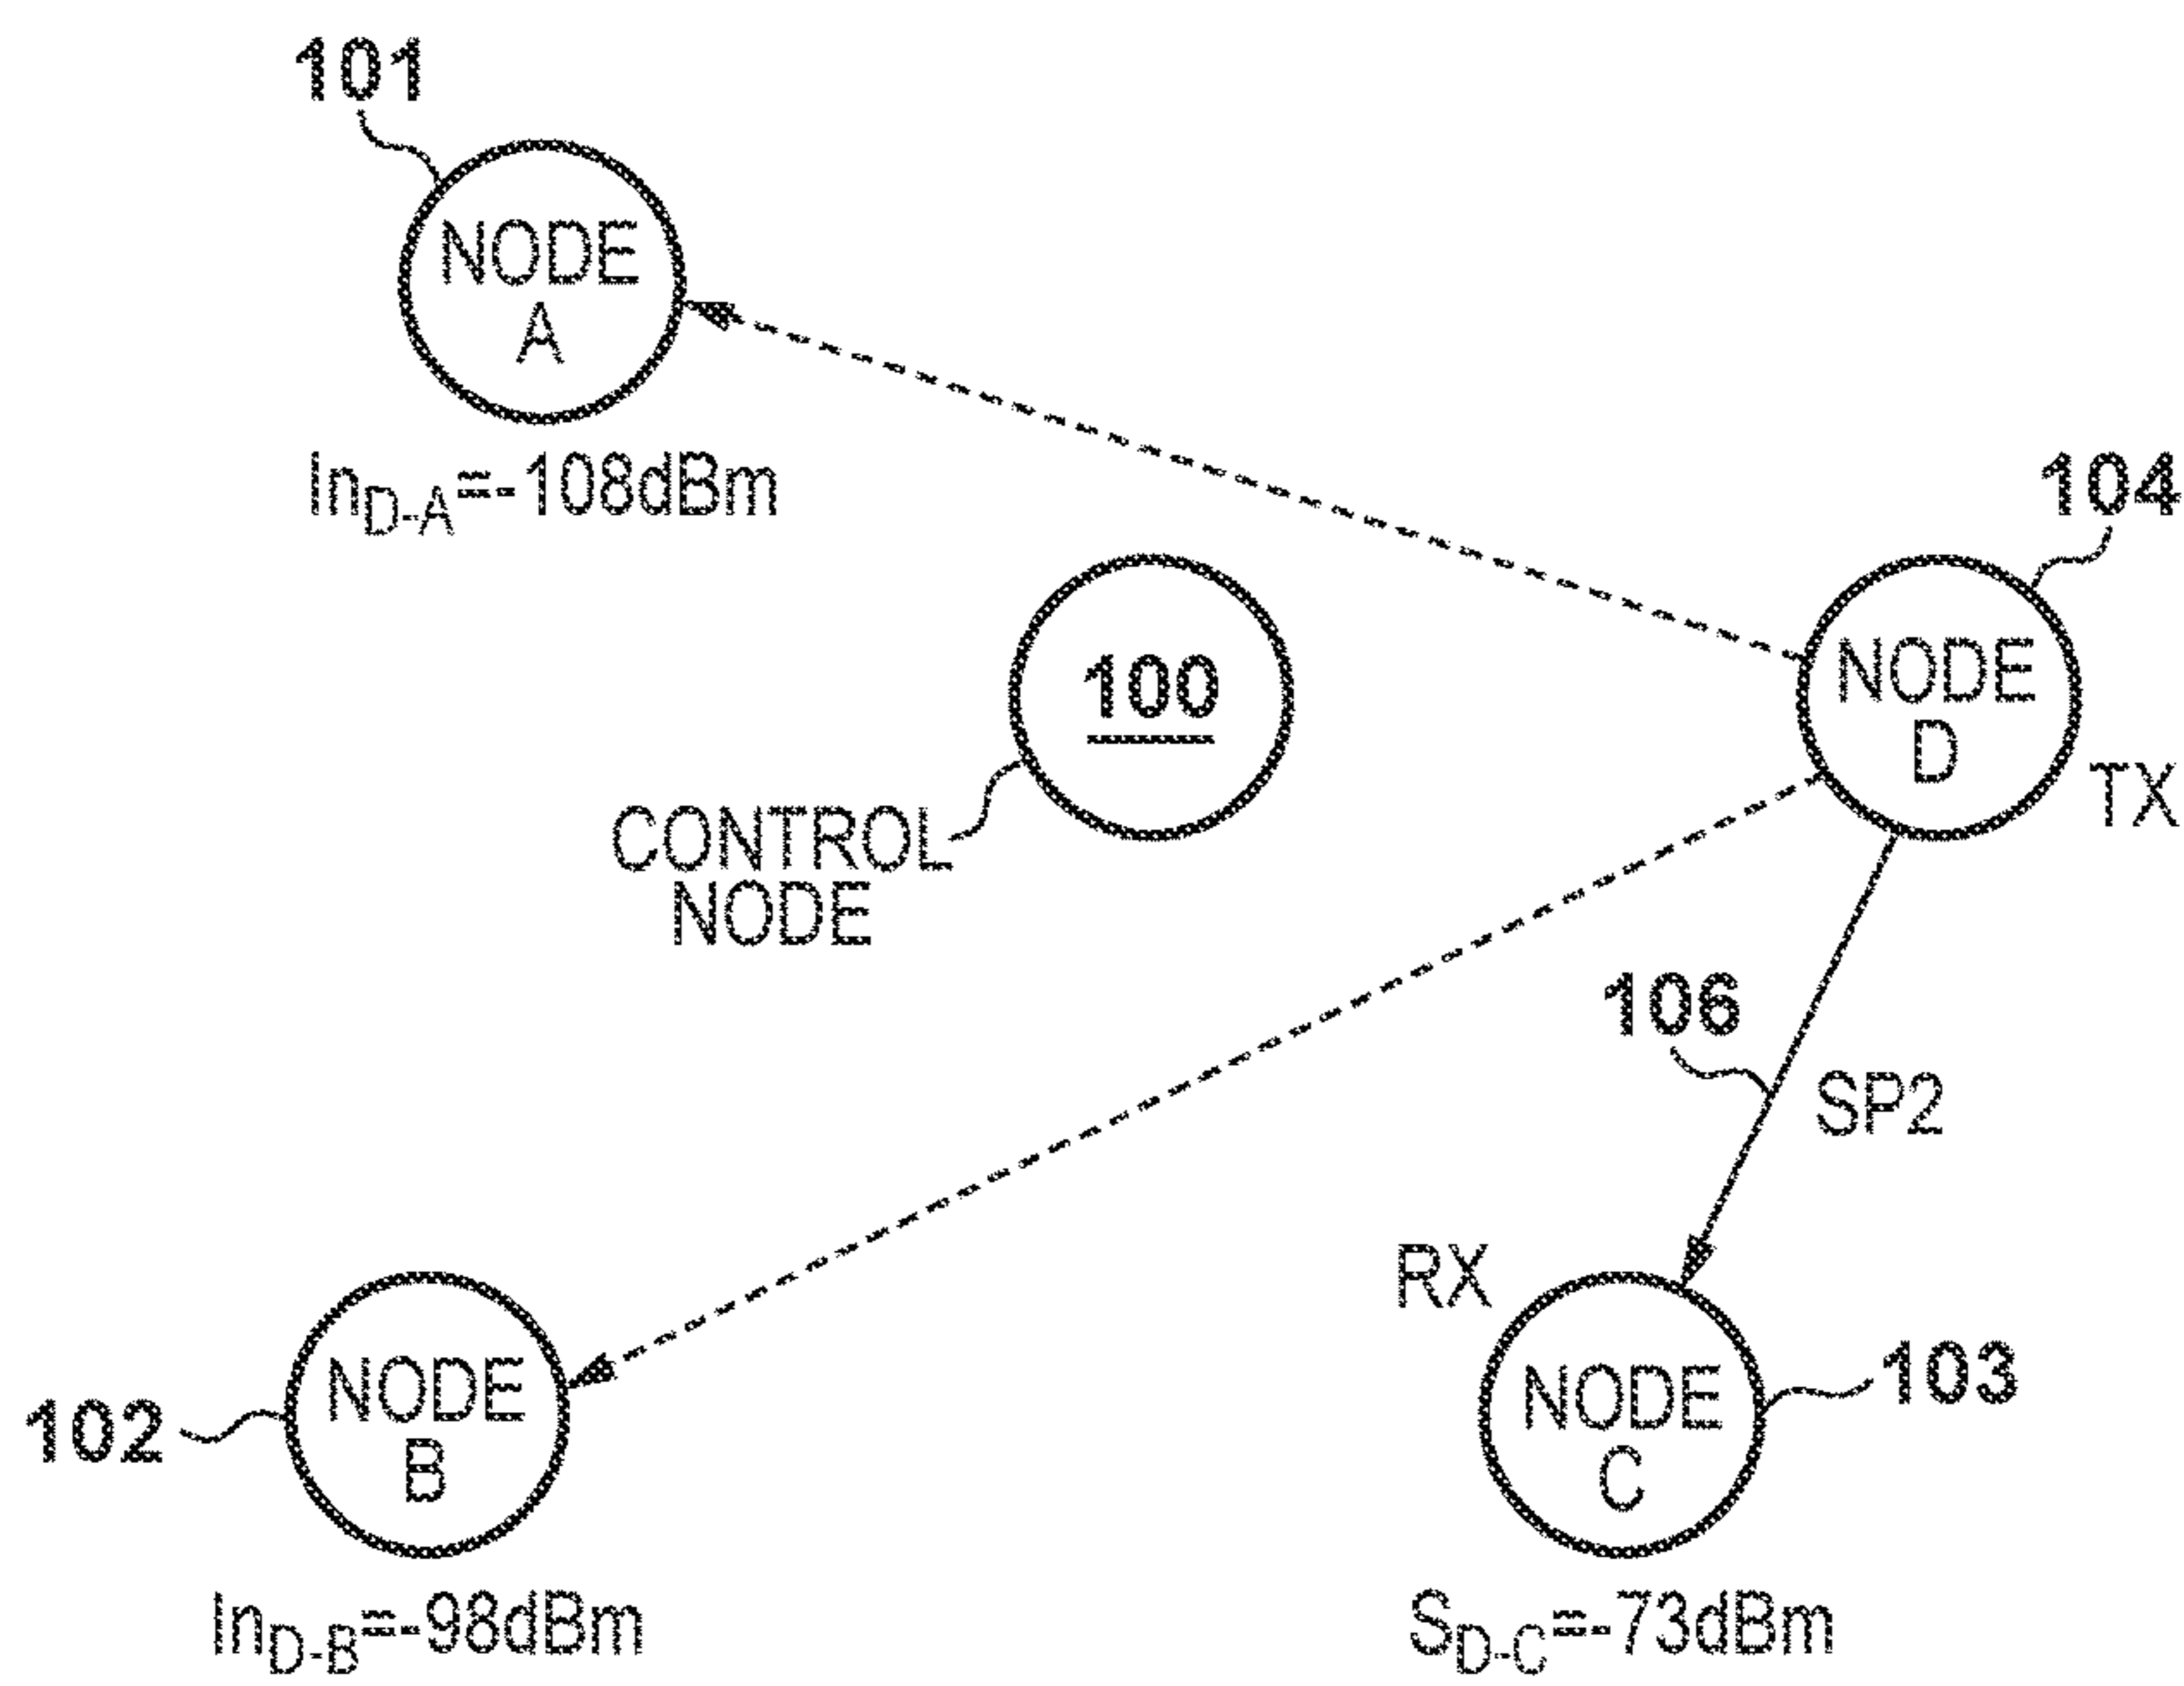 101
NODE
A
In_D-A=-108dBm
104
NODE
D
TX
100
CONTROL
NODE
106
SP2
RX
NODE
C
103
S_D-C=-73dBm
102
NODE
B
In_D-B=-98dBm